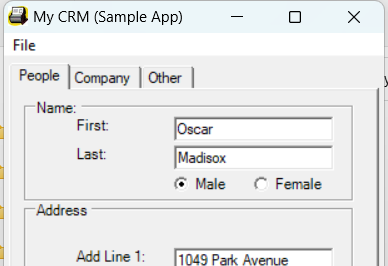 My CRM (Sample App)
File
People Company Other
Name:
First: Oscar
Last: Madisox
Male Female
Address
Add Line 1: 1049 Park Avenue